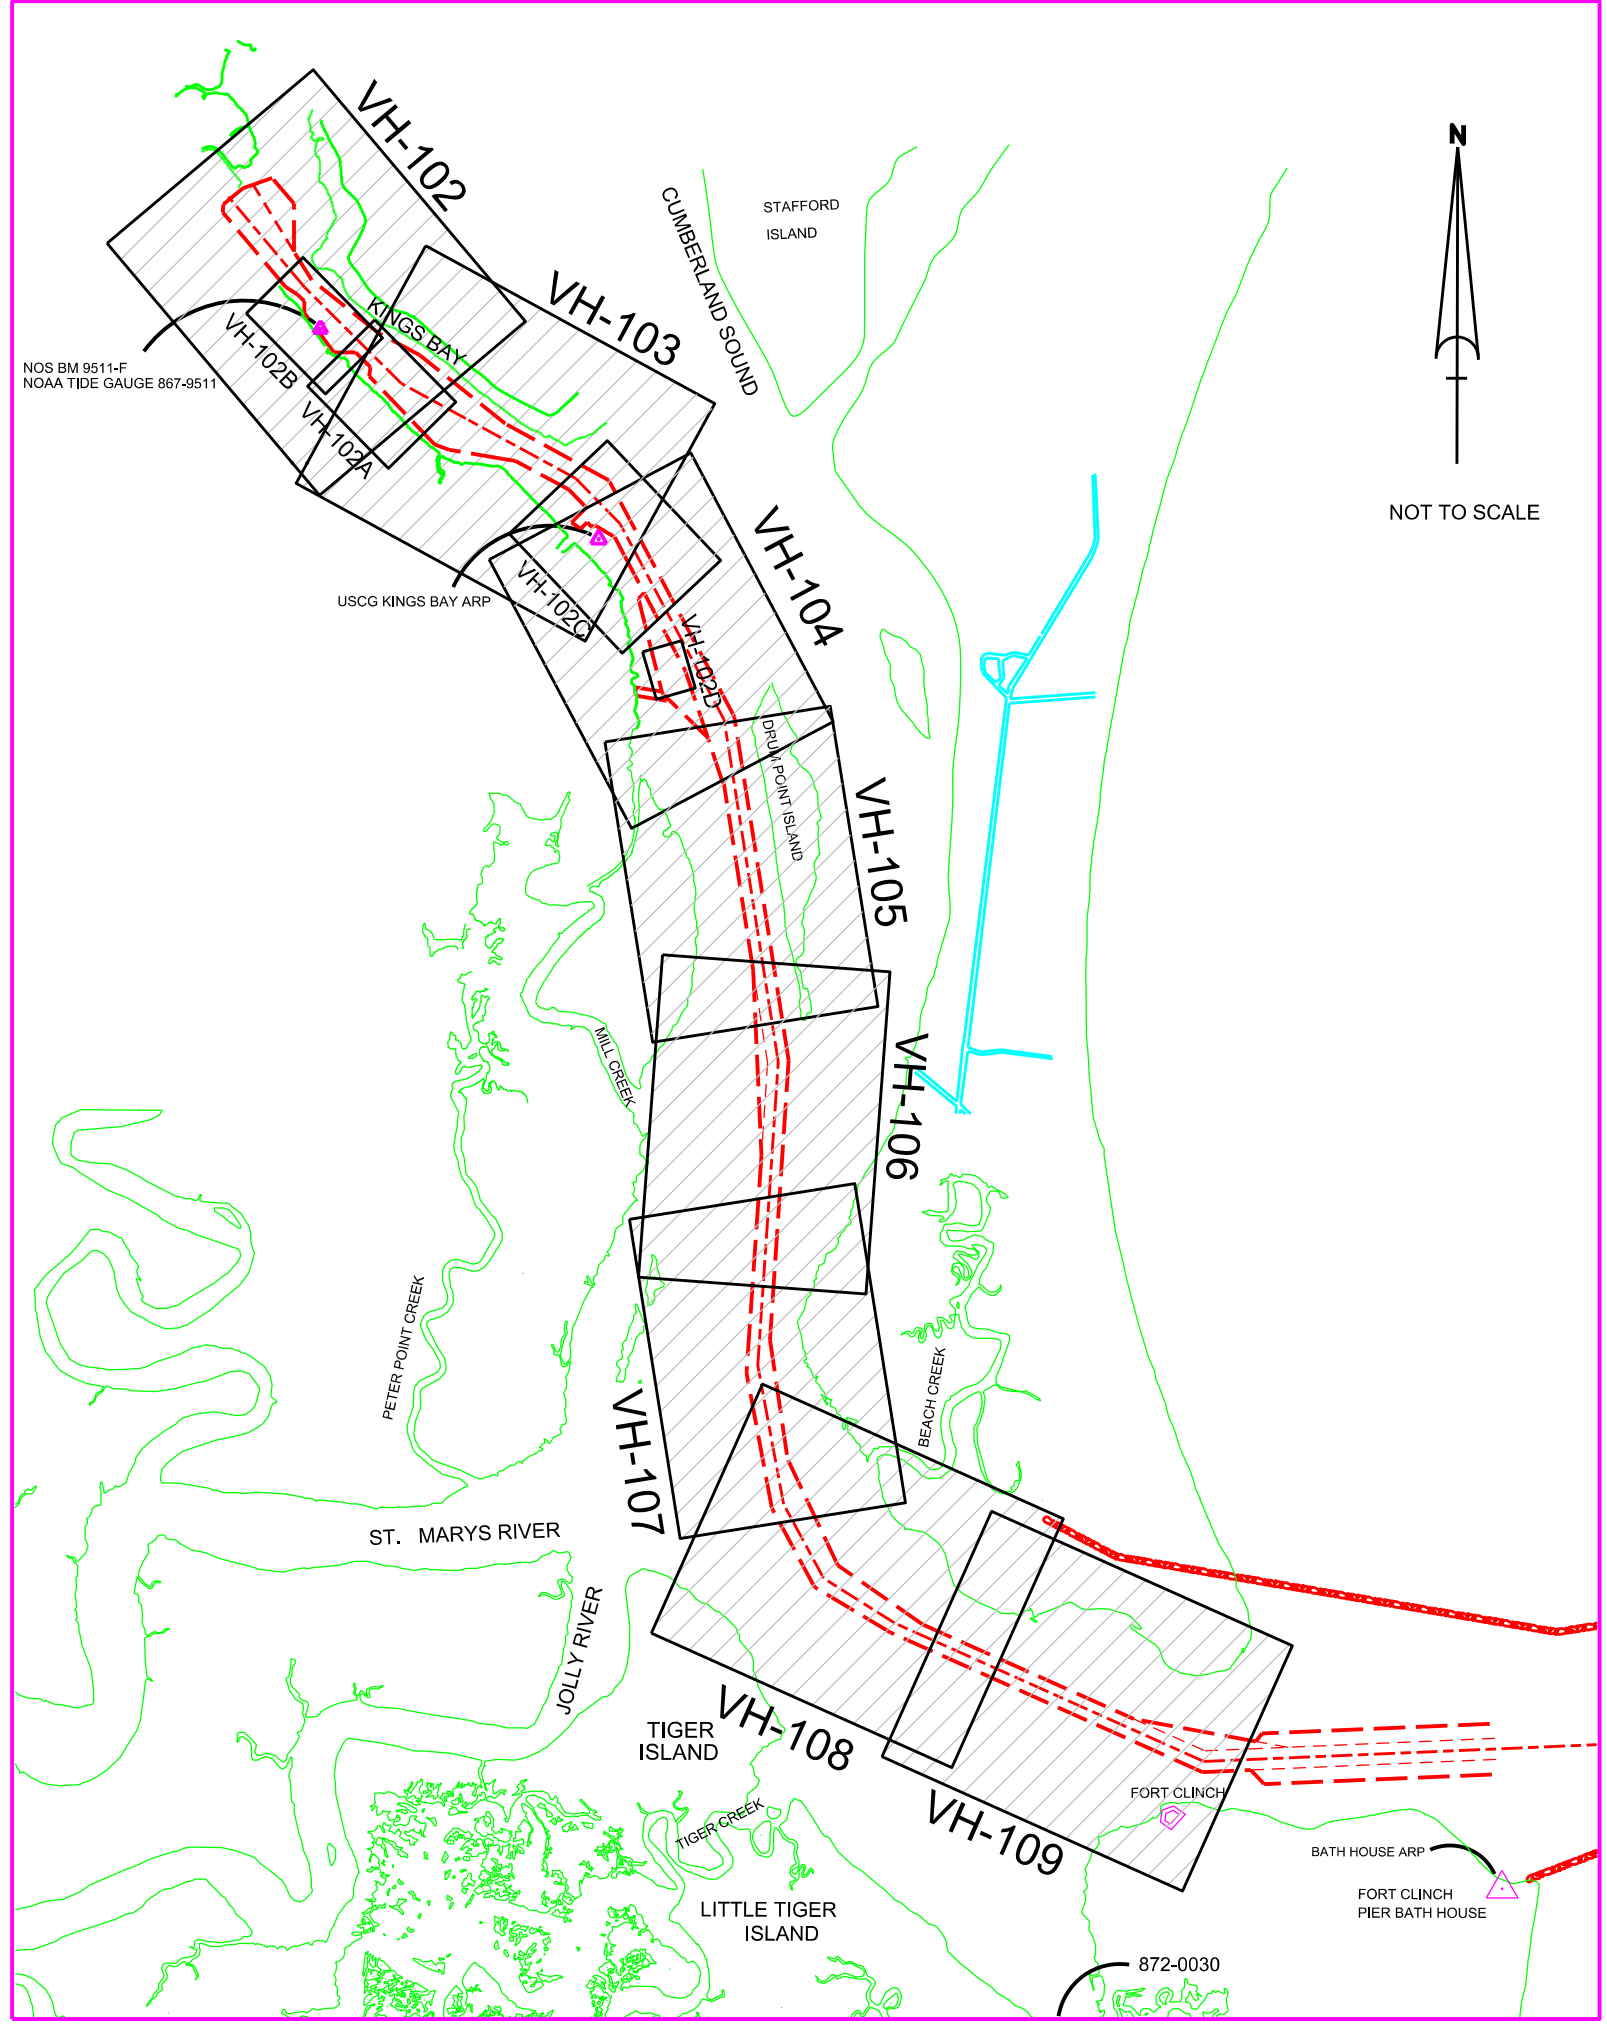 VH-102
N
STAFFORD
ISLAND
CUMBERLAND SOUND
VH-103
KINGS BAY
VH-102B
NOS BM 9511-F
NOAA TIDE GAUGE 867-9511
VH-102A
NOT TO SCALE
VH-104
VH-102C
USCG KINGS BAY ARP
VH-102D
DRUM POINT ISLAND
VH-105
MILL CREEK
VH-106
PETER POINT CREEK
BEACH CREEK
VH-107
ST. MARYS RIVER
JOLLY RIVER
TIGER
ISLAND
VH-108
FORT CLINCH
TIGER CREEK
VH-109
BATH HOUSE ARP
FORT CLINCH
PIER BATH HOUSE
LITTLE TIGER
ISLAND
872-0030